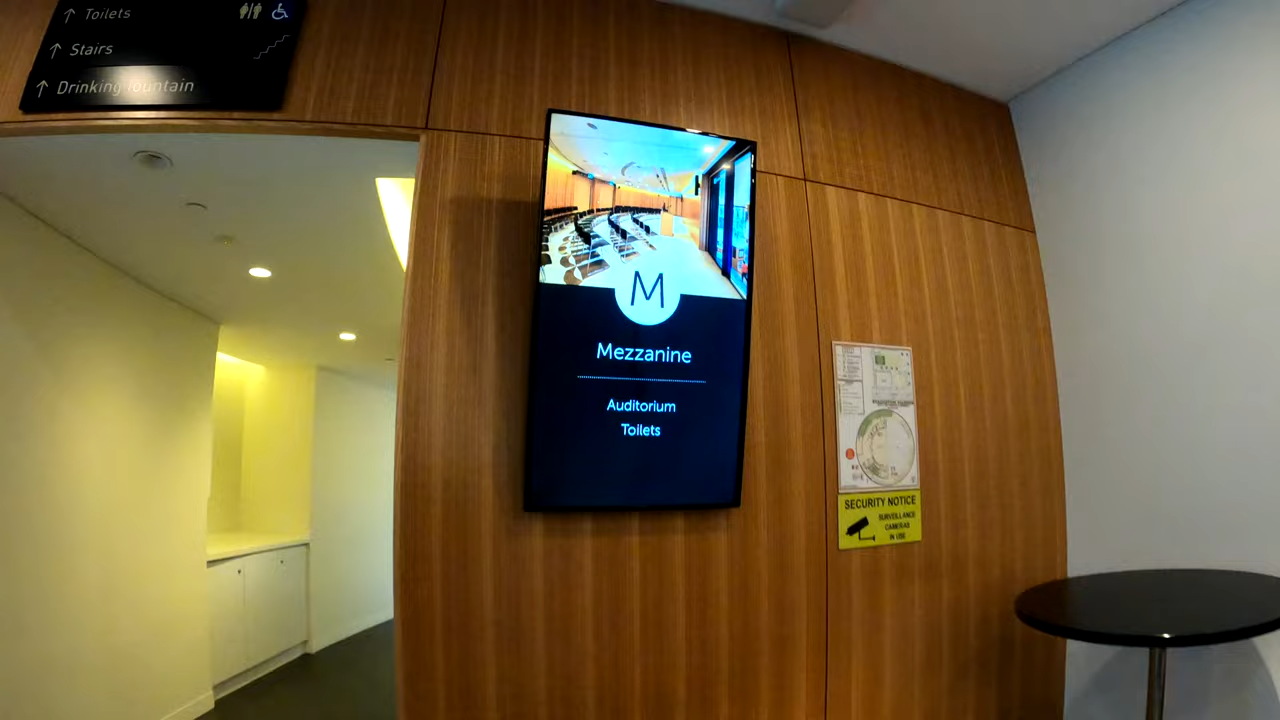 ↑ Toilets
↑ Stairs
↑ Drinking fountain
M
Mezzanine
Auditorium
Toilets
SECURITY NOTICE
SURVEILLANCE
CAMERAS
IN USE